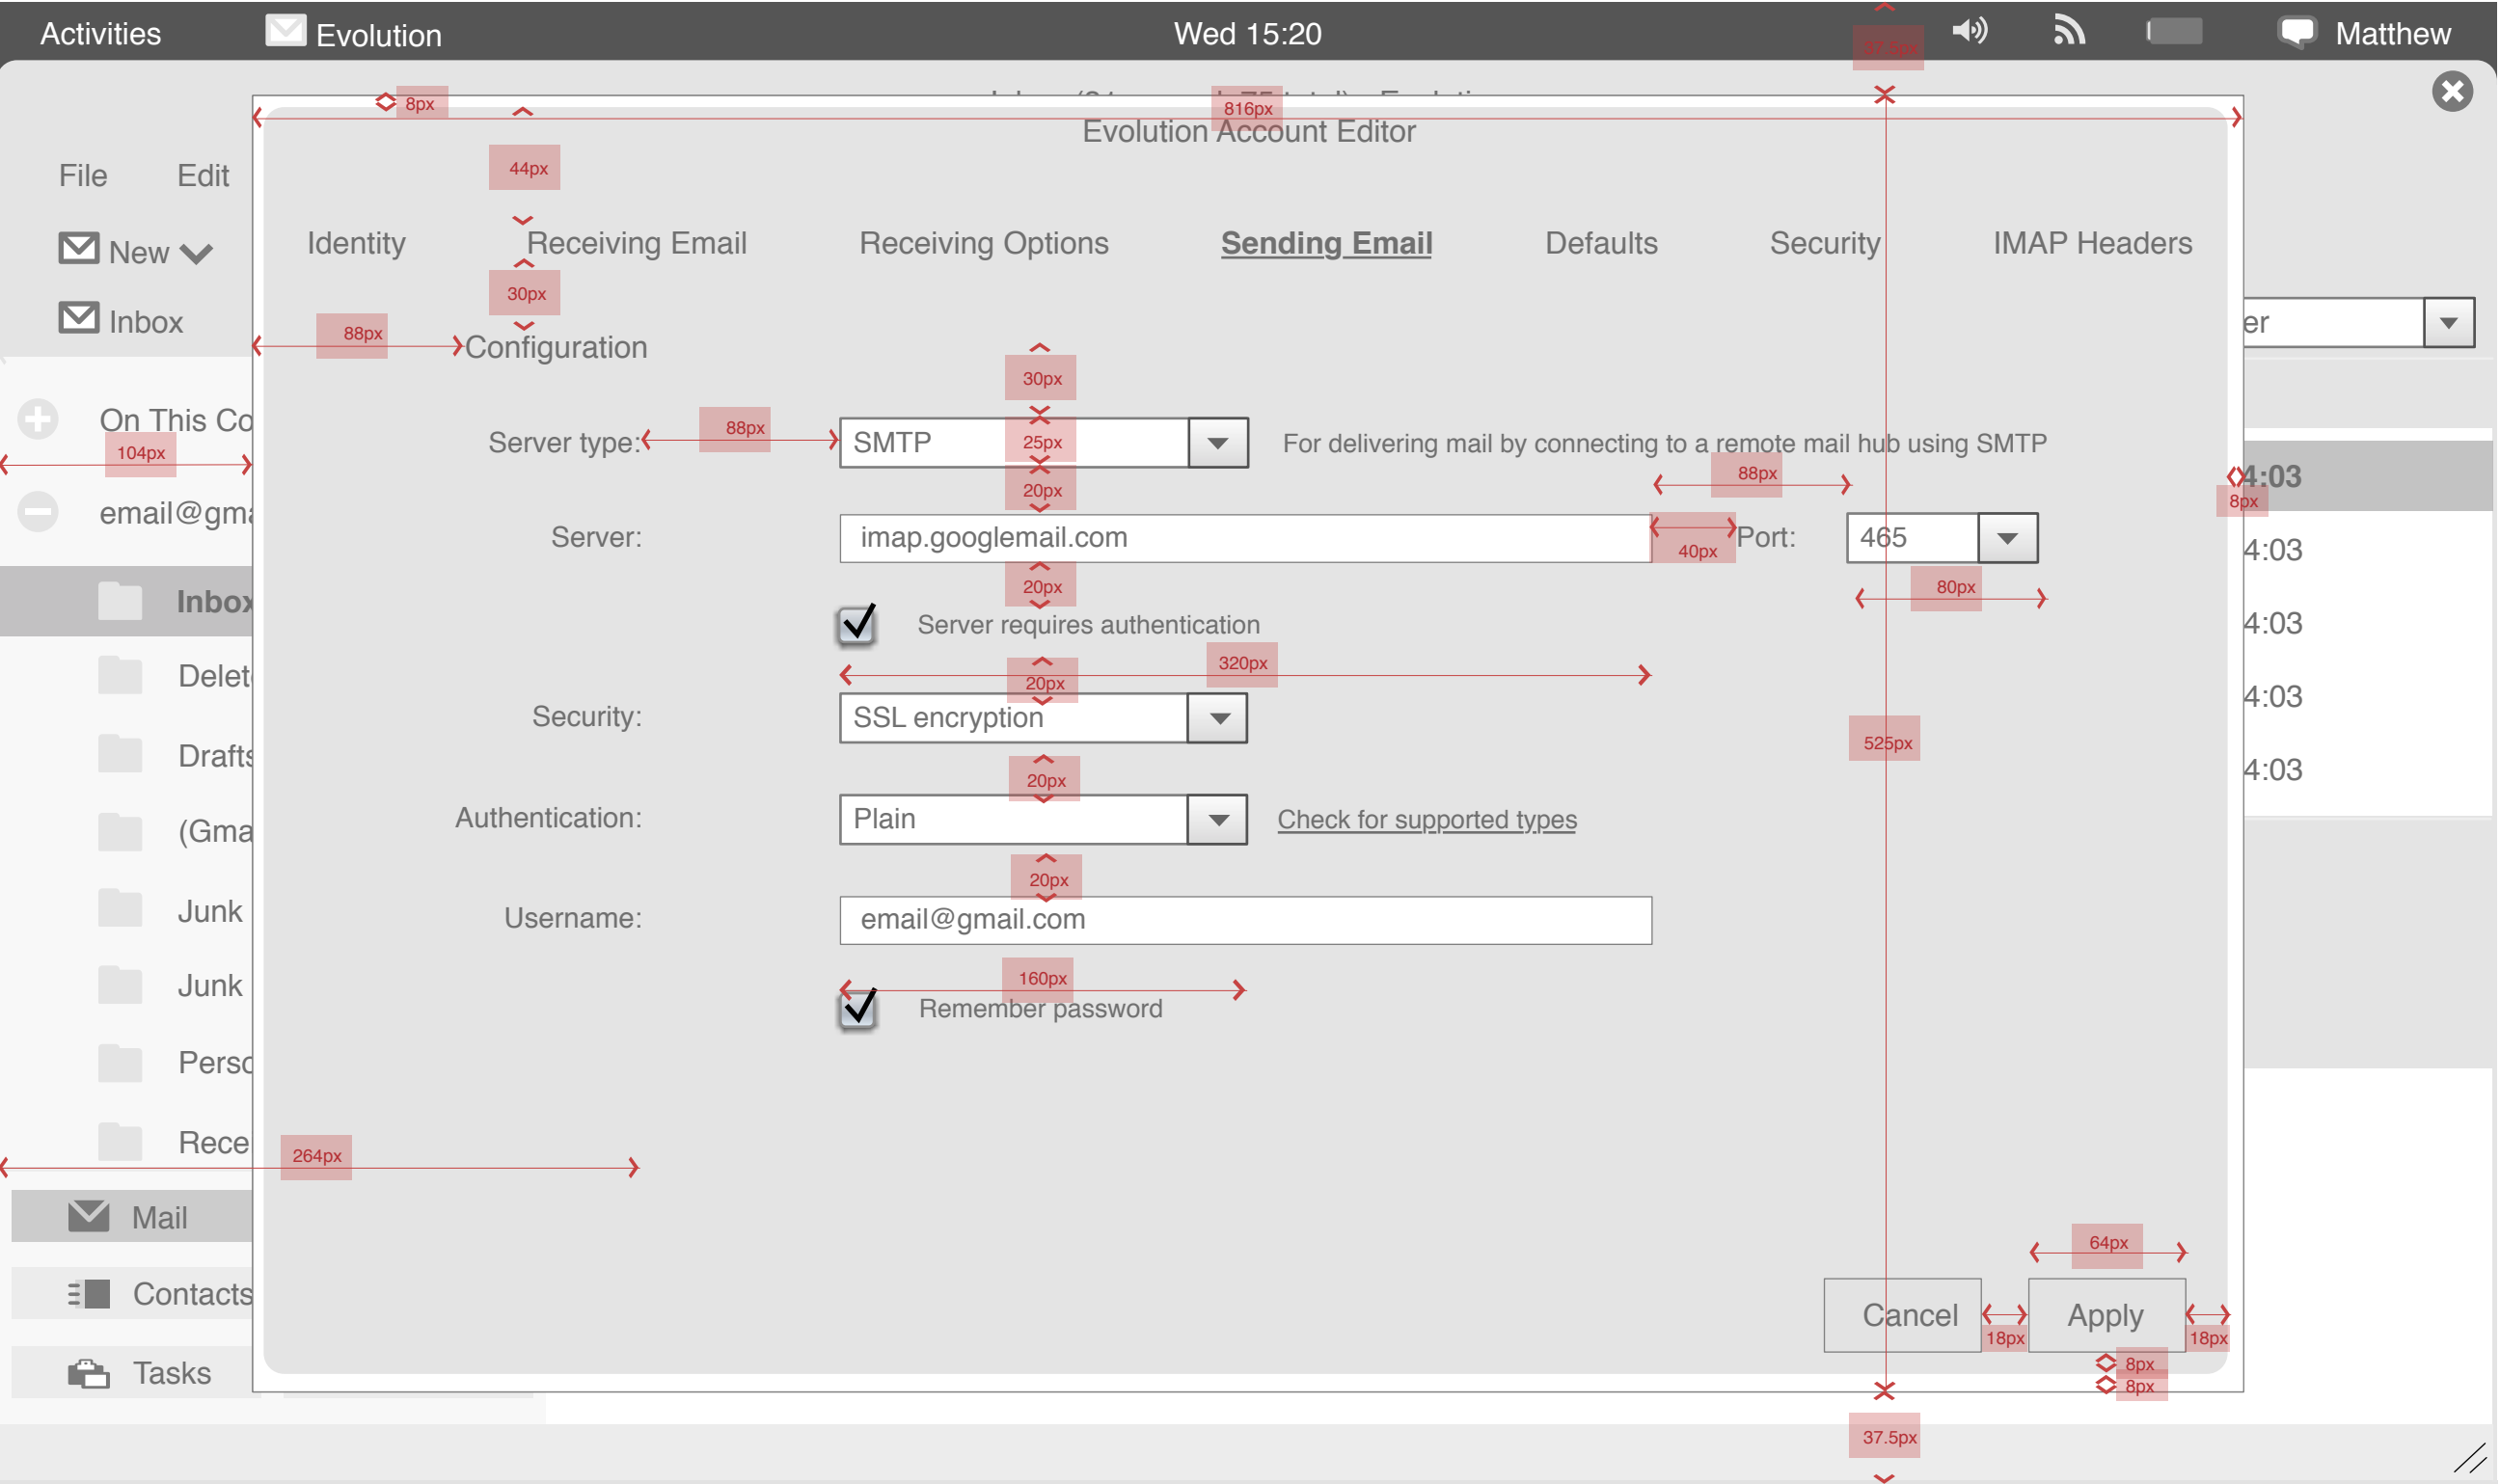 Activities
Evolution
Wed 15:20
37.5px
Matthew
8px
816px
Evolution Account Editor
44px
File
Edit
Identity
Receiving Email
Receiving Options
Sending Email
Defaults
Security
IMAP Headers
New
30px
Inbox
88px
Configuration
er
30px
On This Co
104px
Server type:
88px
SMTP
25px
For delivering mail by connecting to a remote mail hub using SMTP
88px
4:03
8px
20px
email@gma
Server:
imap.googlemail.com
40px
Port:
465
4:03
20px
80px
Inbox
Server requires authentication
4:03
320px
20px
Delet
Security:
SSL encryption
4:03
525px
Drafts
20px
4:03
(Gma
Authentication:
Plain
Check for supported types
20px
Junk
Username:
email@gmail.com
160px
Junk
Remember password
Perso
Rece
264px
Mail
64px
Contacts
Cancel
18px
Apply
18px
8px
Tasks
8px
37.5px